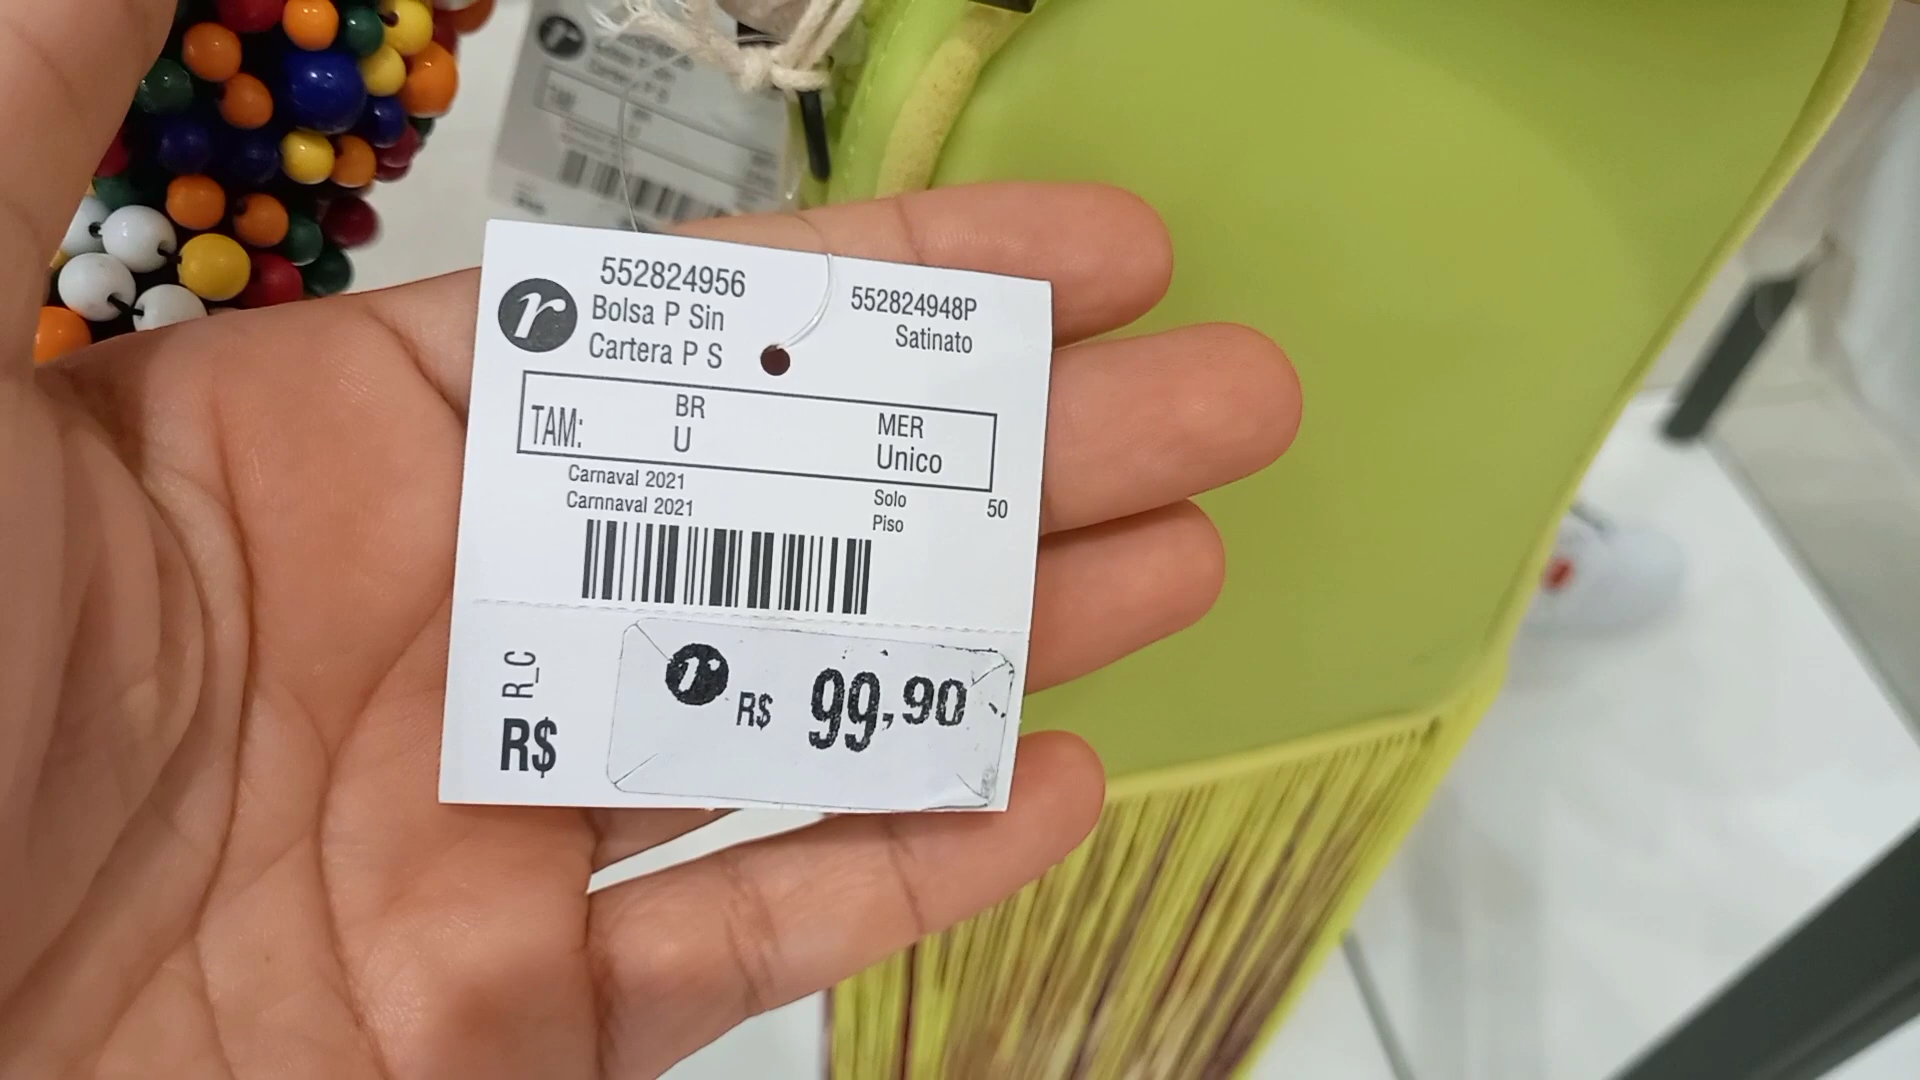 552824956
Bolsa P Sin
Cartera P S
552824948P
Satinato
TAM:
BR
U
MER
Unico
Carnaval 2021
Carnnaval 2021
Solo
Piso
50
R_C
R$
r R$ 99,90